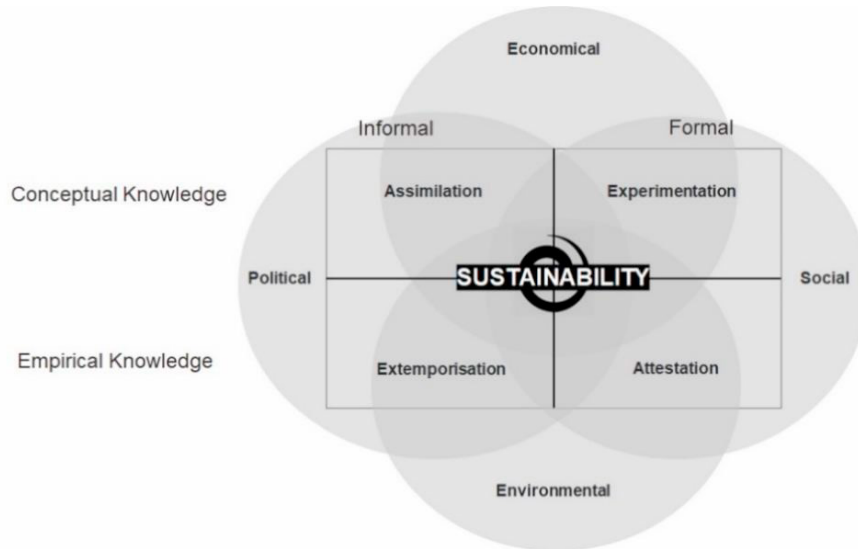 Economical
Informal
Formal
Conceptual Knowledge
Assimilation
Experimentation
Political
SUSTAINABILITY
Social
Empirical Knowledge
Extemporisation
Attestation
Environmental